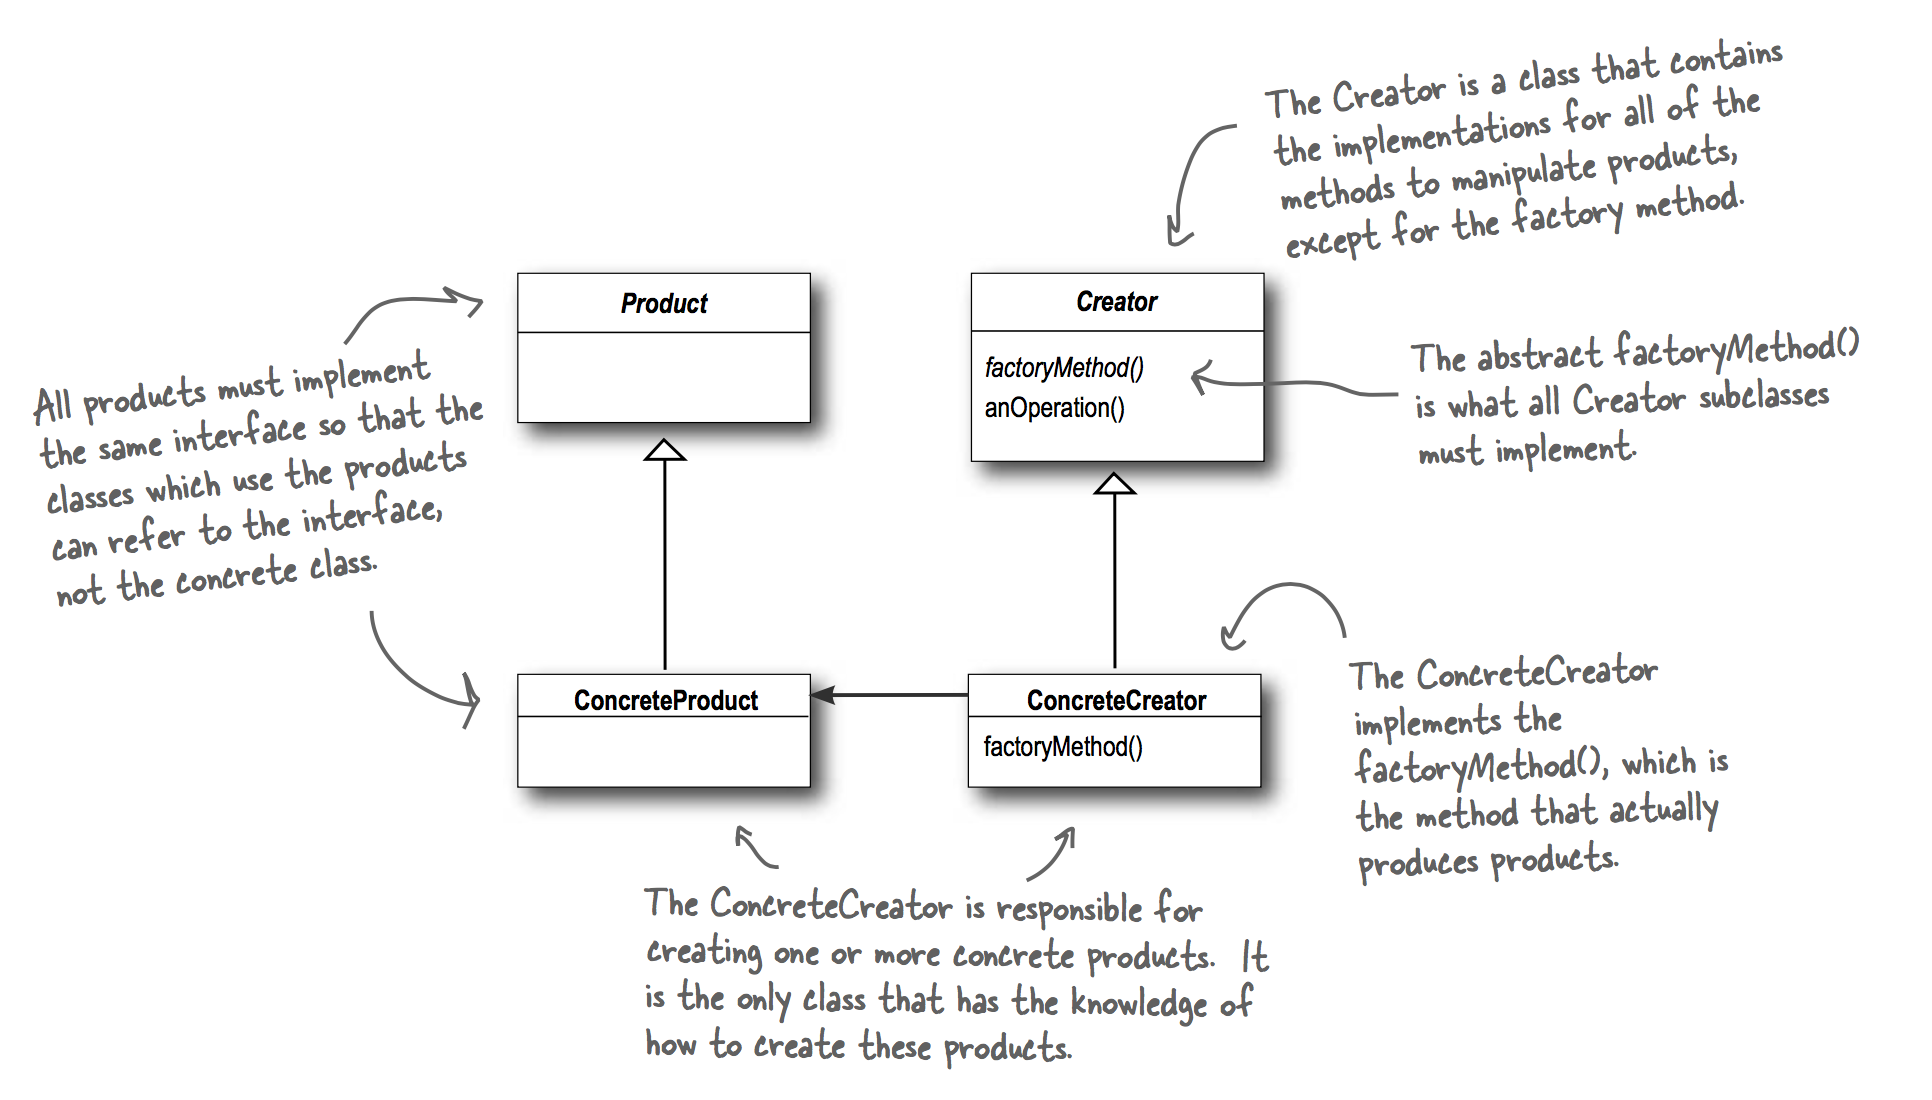 The Creator is a class that contains
the implementations for all of the
methods to manipulate products,
except for the factory method.
Product
Creator
factoryMethod()
anOperation()
The abstract factoryMethod()
is what all Creator subclasses
must implement.
All products must implement
the same interface so that the
classes which use the products
can refer to the interface,
not the concrete class.
ConcreteProduct
ConcreteCreator
factoryMethod()
The ConcreteCreator
implements the
factoryMethod(), which is
the method that actually
produces products.
The ConcreteCreator is responsible for
creating one or more concrete products. It
is the only class that has the knowledge of
how to create these products.